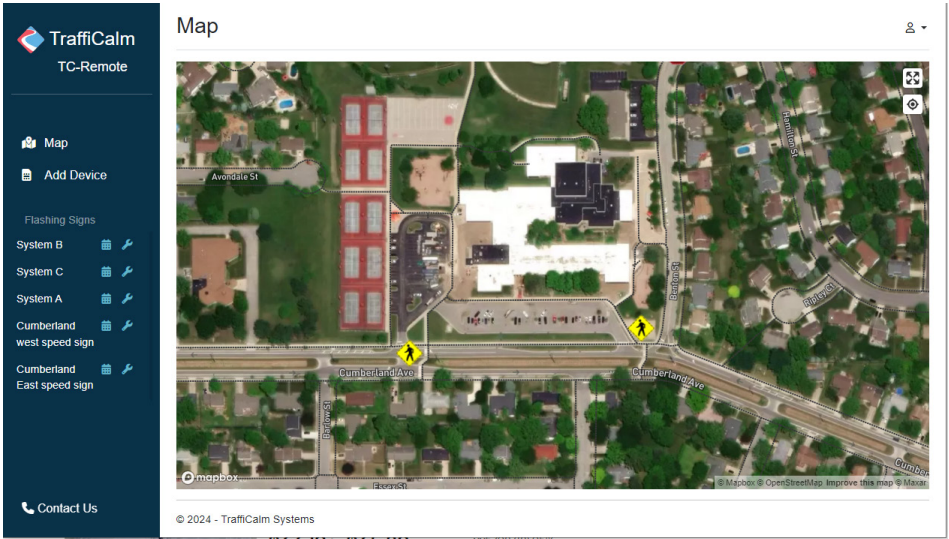 TraffiCalm
TC-Remote
Map
Add Device
Flashing Signs
System B
System C
System A
Cumberland
west speed sign
Cumberland
East speed sign
Contact Us
Map
Avondale St
Hamilton St
Benton St
Ripley Ct
Cumberland Ave
Cumberland Ave
Barlow St
Essex St
Cumber
mapbox
© Mapbox © OpenStreetMap Improve this map © Maxar
© 2024 - TraffiCalm Systems